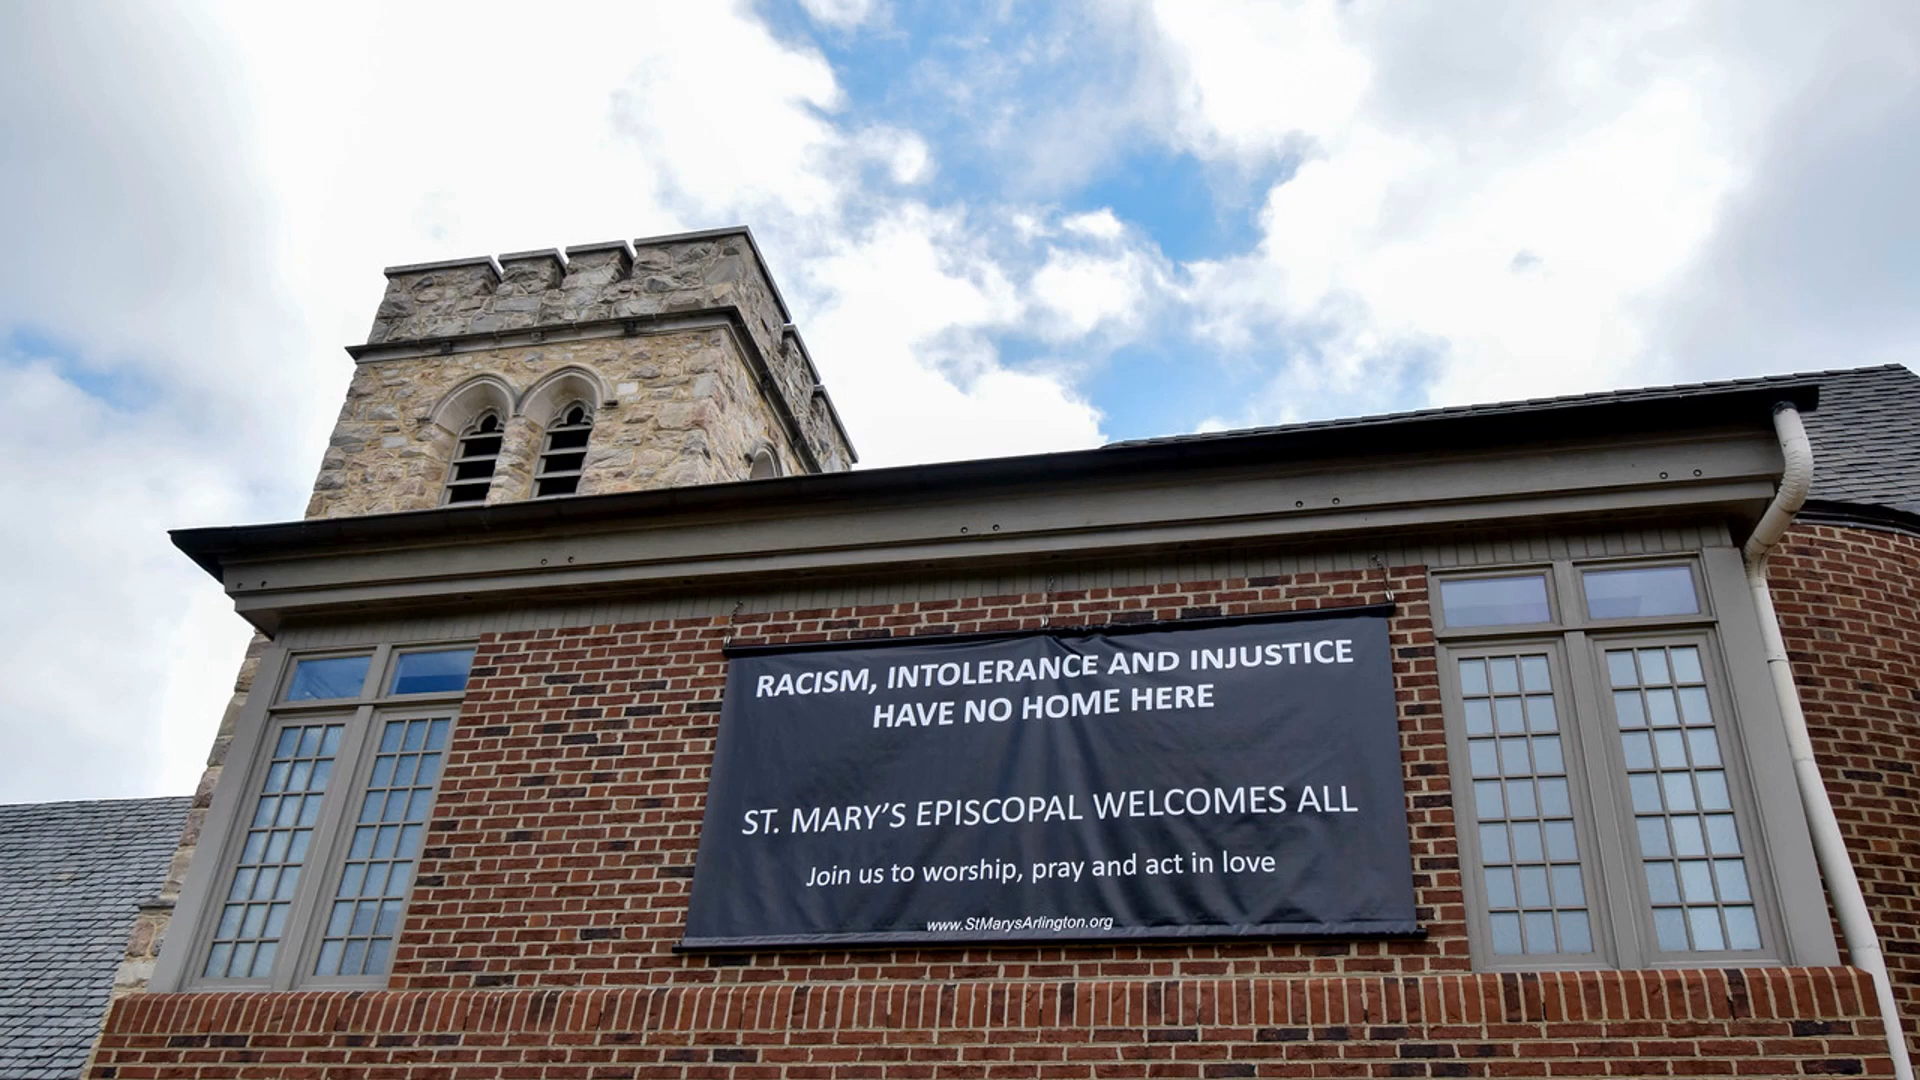 RACISM, INTOLERANCE AND INJUSTICE
HAVE NO HOME HERE
ST. MARY'S EPISCOPAL WELCOMES ALL
Join us to worship, pray and act in love
www.StMarysArlington.org